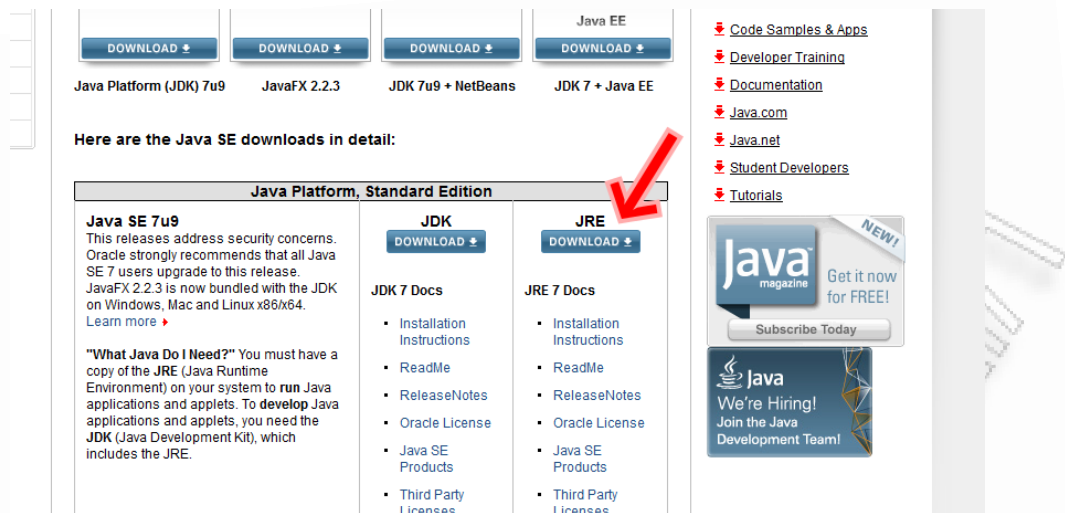 Java EE
DOWNLOAD
DOWNLOAD
DOWNLOAD
DOWNLOAD
Java Platform (JDK) 7u9
JavaFX 2.2.3
JDK 7u9 + NetBeans
JDK 7 + Java EE
Here are the Java SE downloads in detail:
Java Platform, Standard Edition
Java SE 7u9
This releases address security concerns.
Oracle strongly recommends that all Java
SE 7 users upgrade to this release.
JavaFX 2.2.3 is now bundled with the JDK
on Windows, Mac and Linux x86/x64.
Learn more
"What Java Do I Need?" You must have a
copy of the JRE (Java Runtime
Environment) on your system to run Java
applications and applets. To develop Java
applications and applets, you need the
JDK (Java Development Kit), which
includes the JRE.
JDK
DOWNLOAD
JDK 7 Docs
Installation
Instructions
ReadMe
ReleaseNotes
Oracle License
Java SE
Products
Third Party
Licenses
JRE
DOWNLOAD
JRE 7 Docs
Installation
Instructions
ReadMe
ReleaseNotes
Oracle License
Java SE
Products
Third Party
Licenses
Code Samples & Apps
Developer Training
Documentation
Java.com
Java.net
Student Developers
Tutorials
NEW!
Java
magazine
Get it now
for FREE!
Subscribe Today
Java
We're Hiring!
Join the Java
Development Team!